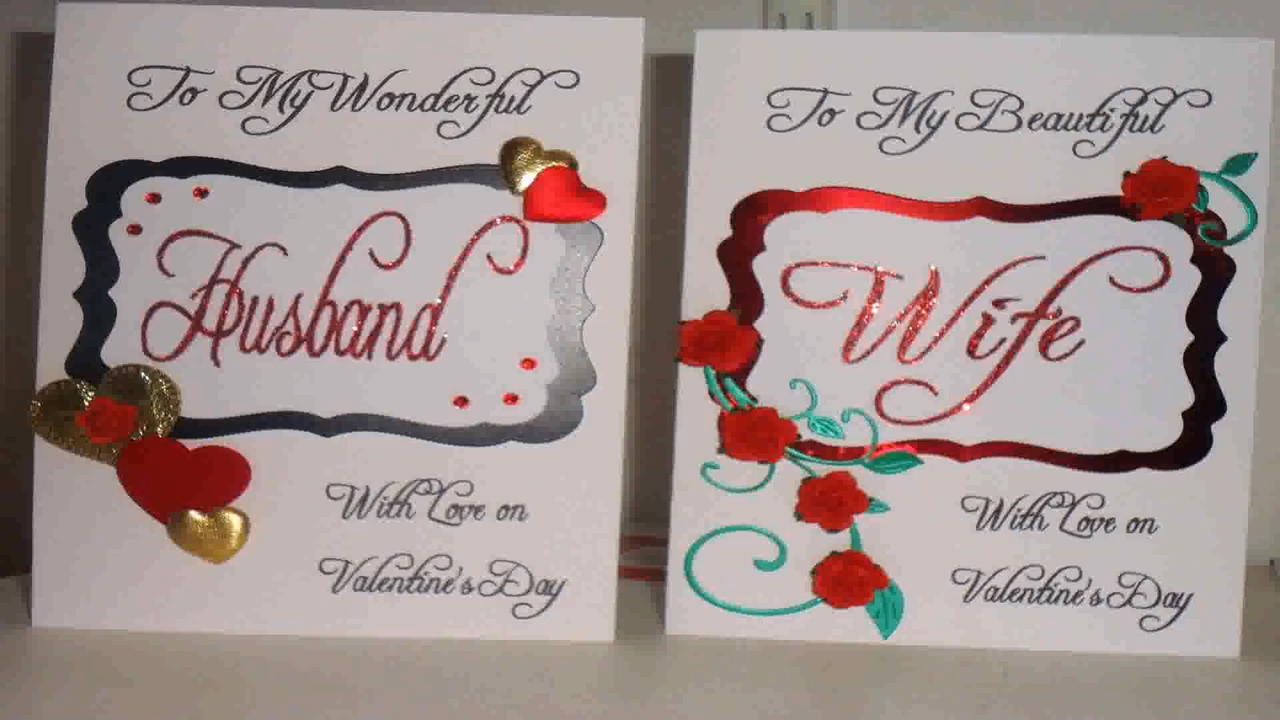 To My Wonderful
Husband
With Love on
Valentine's Day
To My Beautiful
Wife
With Love on
Valentine's Day